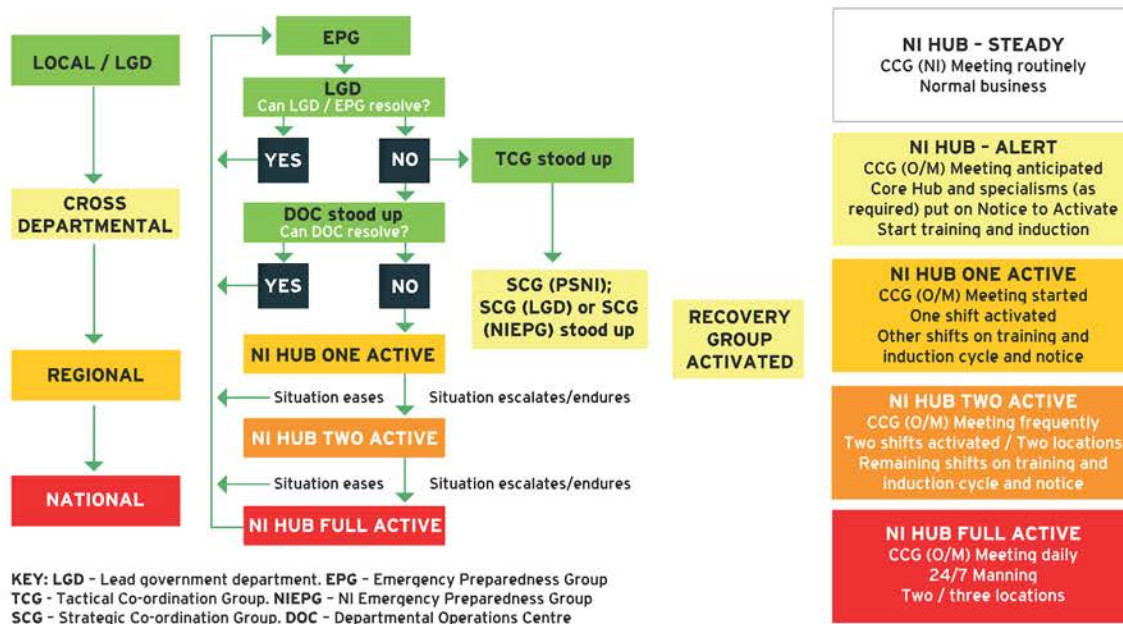 LOCAL / LGD
CROSS
DEPARTMENTAL
REGIONAL
NATIONAL
EPG
LGD
Can LGD / EPG resolve?
YES
NO
TCG stood up
DOC stood up
Can DOC resolve?
YES
NO
SCG (PSNI);
SCG (LGD) or SCG
(NIEPG) stood up
NI HUB ONE ACTIVE
Situation eases
Situation escalates/endures
NI HUB TWO ACTIVE
Situation eases
Situation escalates/endures
NI HUB FULL ACTIVE
RECOVERY
GROUP
ACTIVATED
NI HUB – STEADY
CCG (NI) Meeting routinely
Normal business
NI HUB – ALERT
CCG (O/M) Meeting anticipated
Core Hub and specialisms (as
required) put on Notice to Activate
Start training and induction
NI HUB ONE ACTIVE
CCG (O/M) Meeting started
One shift activated
Other shifts on training and
induction cycle and notice
NI HUB TWO ACTIVE
CCG (O/M) Meeting frequently
Two shifts activated / Two locations
Remaining shifts on training and
induction cycle and notice
NI HUB FULL ACTIVE
CCG (O/M) Meeting daily
24/7 Manning
Two / three locations
KEY: LGD – Lead government department. EPG – Emergency Preparedness Group
TCG - Tactical Co-ordination Group. NIEPG – NI Emergency Preparedness Group
SCG – Strategic Co-ordination Group. DOC – Departmental Operations Centre